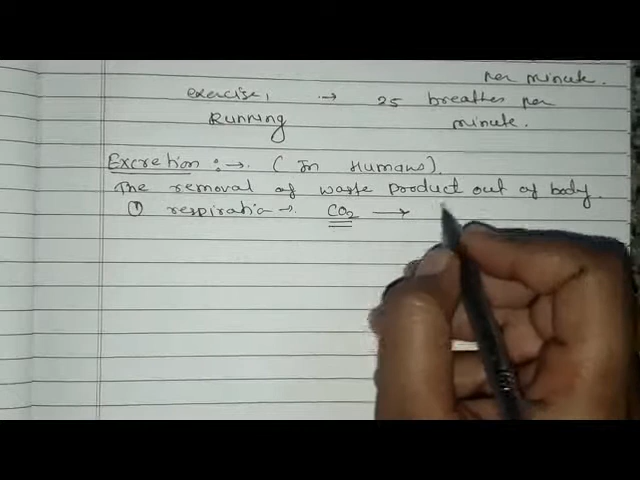 per minute.
exercise, → 25 breathes per
Running minute.
Excretion :→. (In Humans).
The removal of waste product out of body.
① respiratio →. CO₂ →